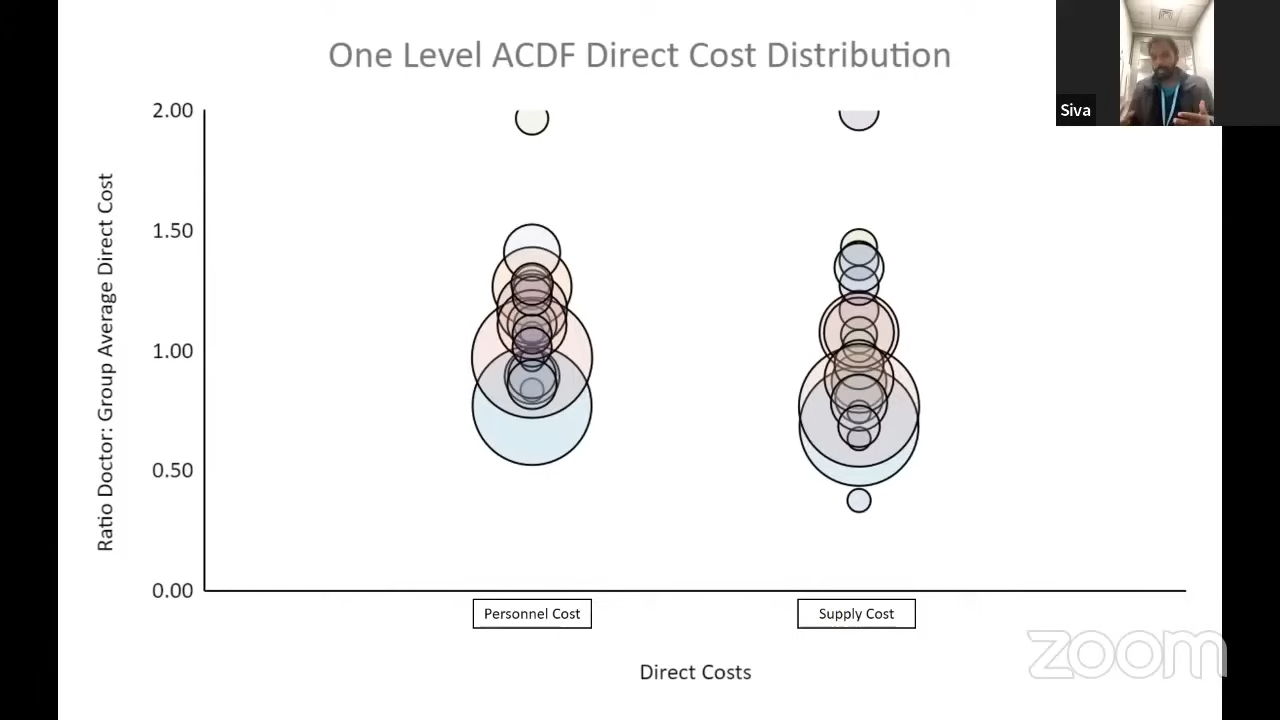 One Level ACDF Direct Cost Distribution
Siva
Ratio Doctor: Group Average Direct Cost
2.00
1.50
1.00
0.50
0.00
Personnel Cost
Supply Cost
Direct Costs
zoom